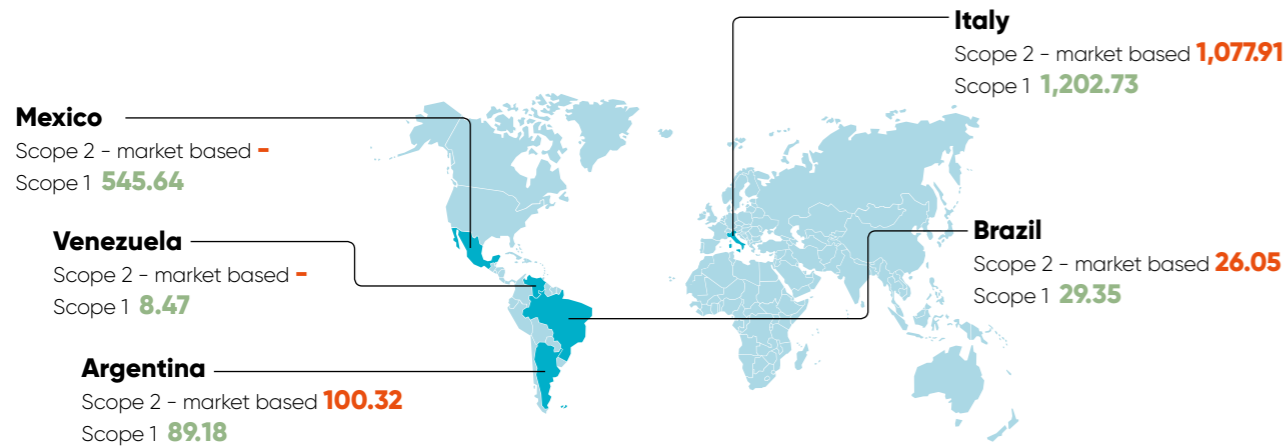 Italy
Scope 2 - market based 1,077.91
Scope 1 1,202.73
Mexico
Scope 2 - market based -
Scope 1 545.64
Venezuela
Scope 2 - market based -
Scope 1 8.47
Brazil
Scope 2 - market based 26.05
Scope 1 29.35
Argentina
Scope 2 - market based 100.32
Scope 1 89.18